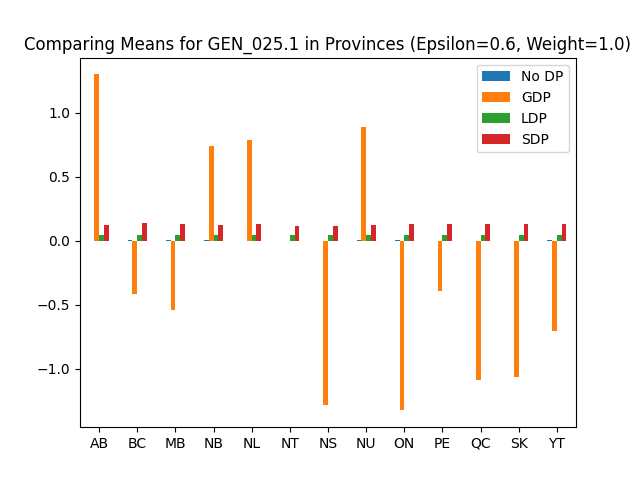 Comparing Means for GEN_025.1 in Provinces (Epsilon=0.6, Weight=1.0)
No DP
GDP
LDP
SDP
1.0
0.5
0.0
−0.5
−1.0
AB BC MB NB NL NT NS NU ON PE QC SK YT